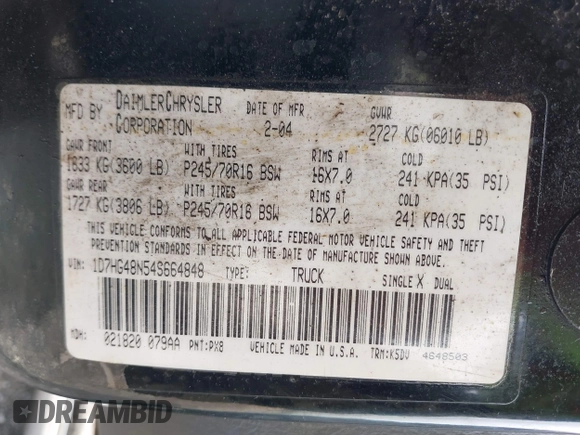 MFD BY DAIMLERCHRYSLER CORPORATION DATE OF MFR 2-04 GVWR 2727 KG(06010 LB)
GAWR FRONT WITH TIRES RIMS AT COLD
1633 KG(3600 LB) P245/70R16 BSW 16X7.0 241 KPA(35 PSI)
GAWR REAR WITH TIRES RIMS AT COLD
1727 KG(3806 LB) P245/70R16 BSW 16X7.0 241 KPA(35 PSI)
THIS VEHICLE CONFORMS TO ALL APPLICABLE FEDERAL MOTOR VEHICLE SAFETY AND THEFT
PREVENTION STANDARDS IN EFFECT ON THE DATE OF MANUFACTURE SHOWN ABOVE
VIN: 1D7HG48N54S664848 TYPE: TRUCK SINGLE X DUAL
MDH: 021820 079AA PNT:PX8 VEHICLE MADE IN U.S.A. TRM:K5DV 4648503
DREAMBID